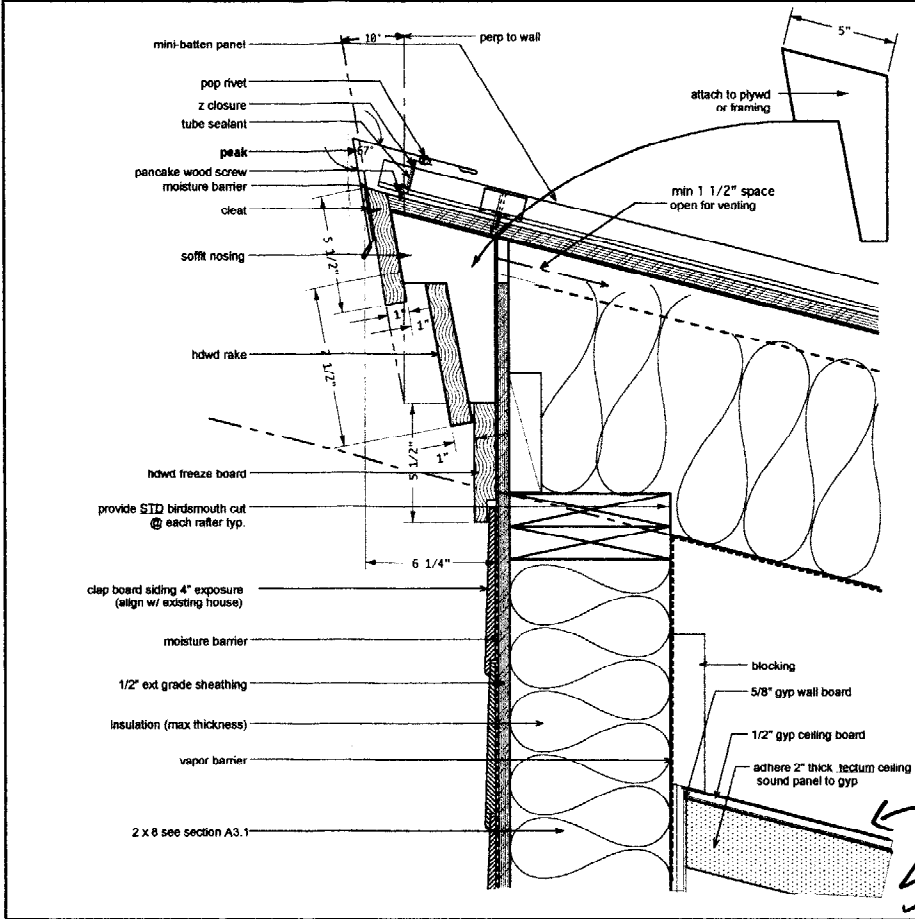 10°
perp to wall
5"
mini-batten panel
pop rivet
z closure
tube sealant
peak
67°
pancake wood screw
moisture barrier
cleat
attach to plywd
or framing
min 1 1/2" space
open for venting
5 1/2"
soffit nosing
1"
1"
hdwd rake
7 1/2"
1"
5 1/2"
hdwd freeze board
provide STD birdsmouth cut
@ each rafter typ.
6 1/4"
clap board siding 4" exposure
(align w/ existing house)
moisture barrier
blocking
1/2" ext grade sheathing
5/8" gyp wall board
insulation (max thickness)
1/2" gyp ceiling board
vapor barrier
adhere 2" thick tectum ceiling
sound panel to gyp
2 x 8 see section A3.1